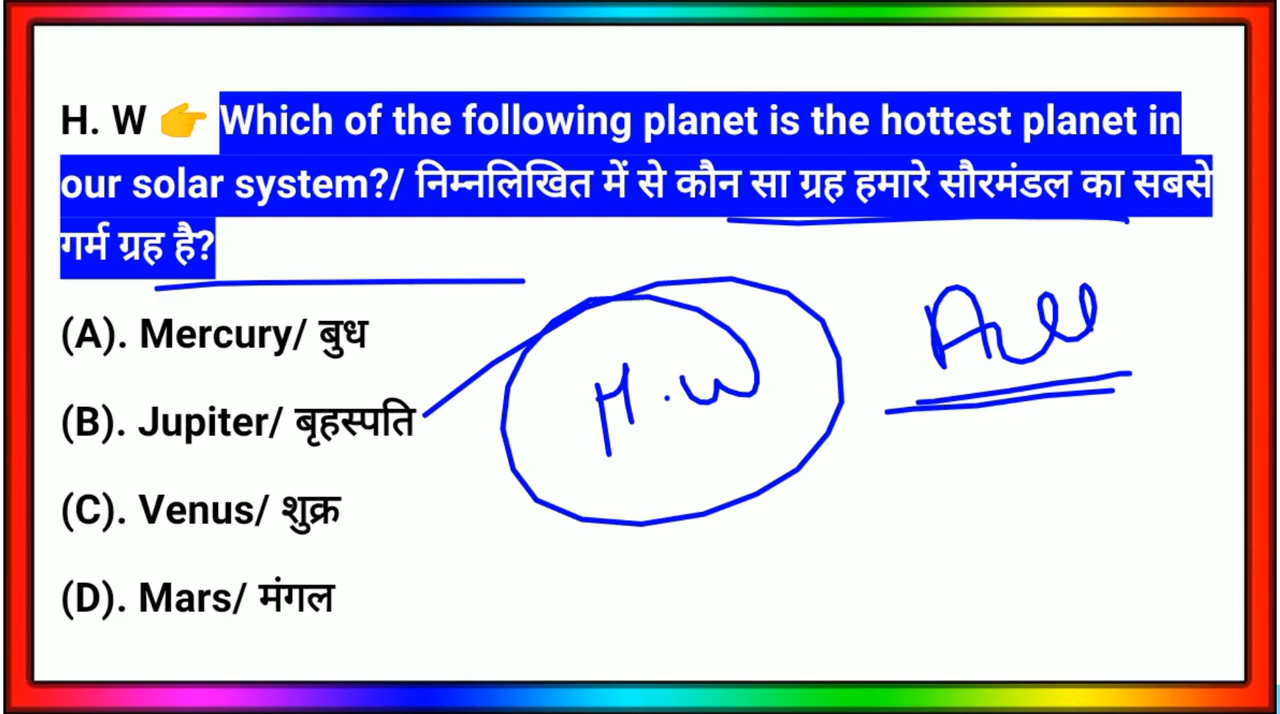 H. W 👉 Which of the following planet is the hottest planet in
our solar system?/ निम्नलिखित में से कौन सा ग्रह हमारे सौरमंडल का सबसे
गर्म ग्रह है?
(A). Mercury/ बुध
(B). Jupiter/ बृहस्पति
(C). Venus/ शुक्र
(D). Mars/ मंगल
H.W